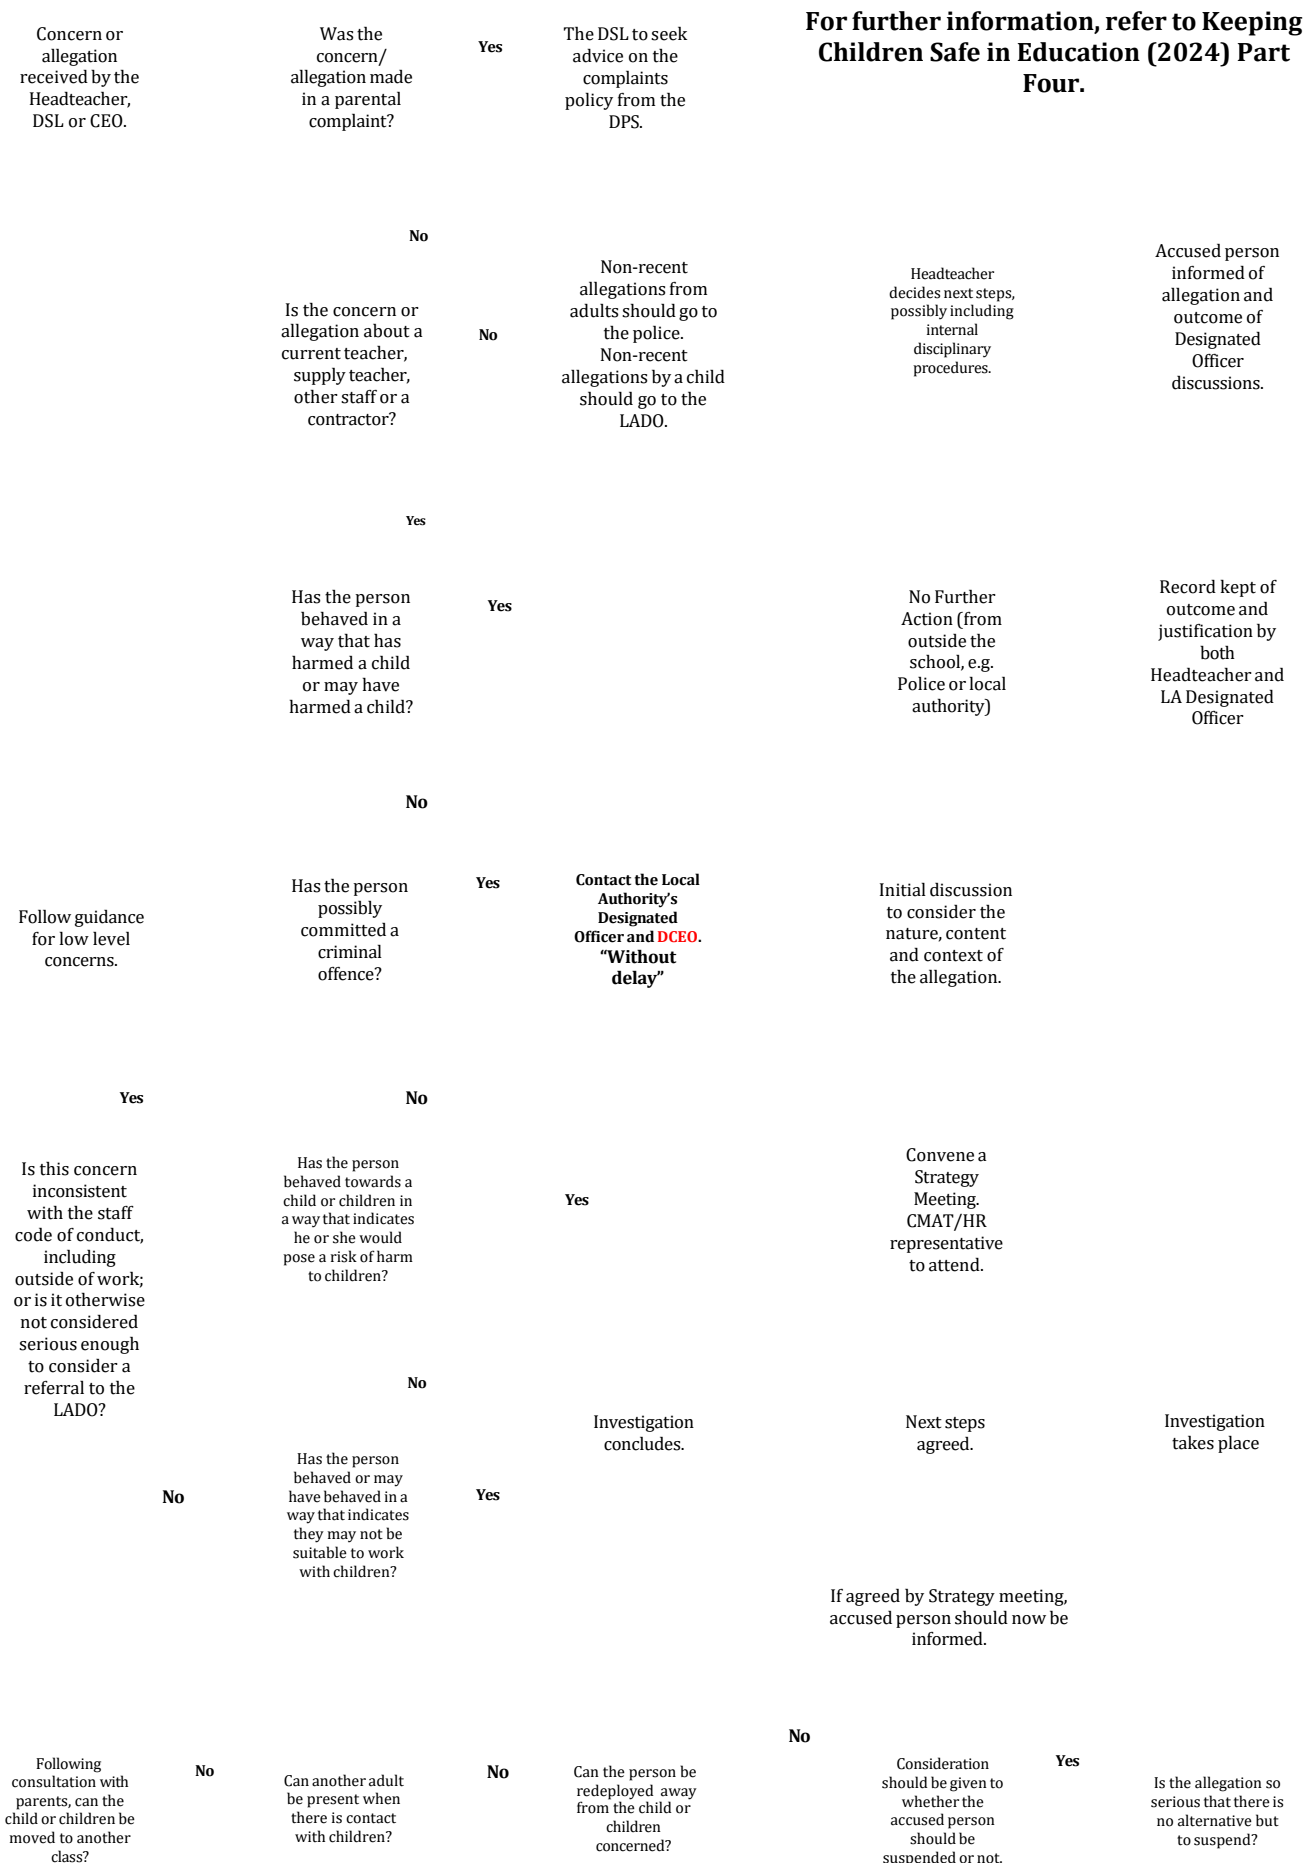 Concern or
allegation
received by the
Headteacher,
DSL or CEO.
Was the
concern/
allegation made
in a parental
complaint?
Yes
The DSL to seek
advice on the
complaints
policy from the
DPS.
For further information, refer to Keeping
Children Safe in Education (2024) Part
Four.
No
Is the concern or
allegation about a
current teacher,
supply teacher,
other staff or a
contractor?
No
Non-recent
allegations from
adults should go to
the police.
Non-recent
allegations by a child
should go to the
LADO.
Headteacher
decides next steps,
possibly including
internal
disciplinary
procedures.
Accused person
informed of
allegation and
outcome of
Designated
Officer
discussions.
Yes
Has the person
behaved in a
way that has
harmed a child
or may have
harmed a child?
Yes
No Further
Action (from
outside the
school, e.g.
Police or local
authority)
Record kept of
outcome and
justification by
both
Headteacher and
LA Designated
Officer
No
Follow guidance
for low level
concerns.
Has the person
possibly
committed a
criminal
offence?
Yes
Contact the Local
Authority’s
Designated
Officer and DCEO.
“Without
delay”
Initial discussion
to consider the
nature, content
and context of
the allegation.
Yes
No
Is this concern
inconsistent
with the staff
code of conduct,
including
outside of work;
or is it otherwise
not considered
serious enough
to consider a
referral to the
LADO?
Has the person
behaved towards a
child or children in
a way that indicates
he or she would
pose a risk of harm
to children?
Yes
Convene a
Strategy
Meeting.
CMAT/HR
representative
to attend.
No
Investigation
concludes.
Next steps
agreed.
Investigation
takes place
No
Has the person
behaved or may
have behaved in a
way that indicates
they may not be
suitable to work
with children?
Yes
If agreed by Strategy meeting,
accused person should now be
informed.
No
Following
consultation with
parents, can the
child or children be
moved to another
class?
No
Can another adult
be present when
there is contact
with children?
No
Can the person be
redeployed away
from the child or
children
concerned?
Consideration
should be given to
whether the
accused person
should be
suspended or not.
Yes
Is the allegation so
serious that there is
no alternative but
to suspend?